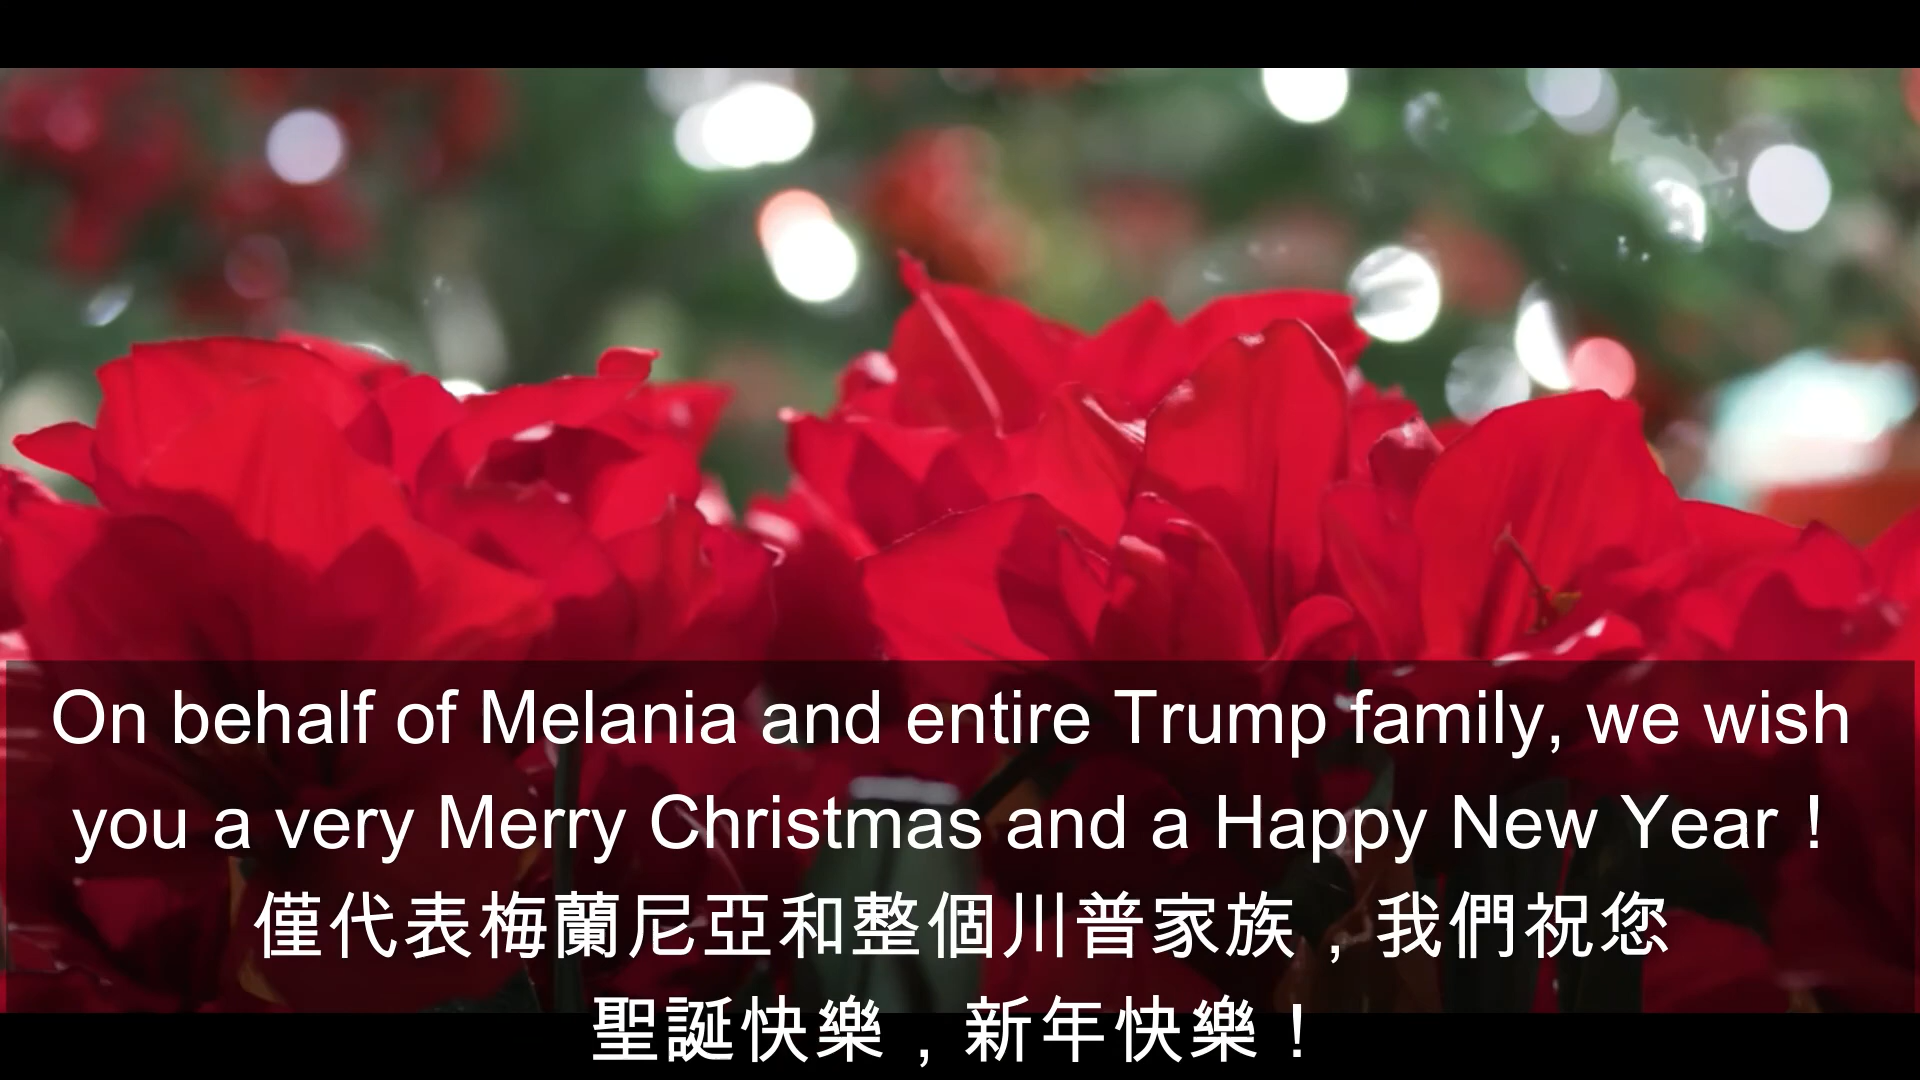 On behalf of Melania and entire Trump family, we wish
you a very Merry Christmas and a Happy New Year！
僅代表梅蘭尼亞和整個川普家族，我們祝您
聖誕快樂，新年快樂！